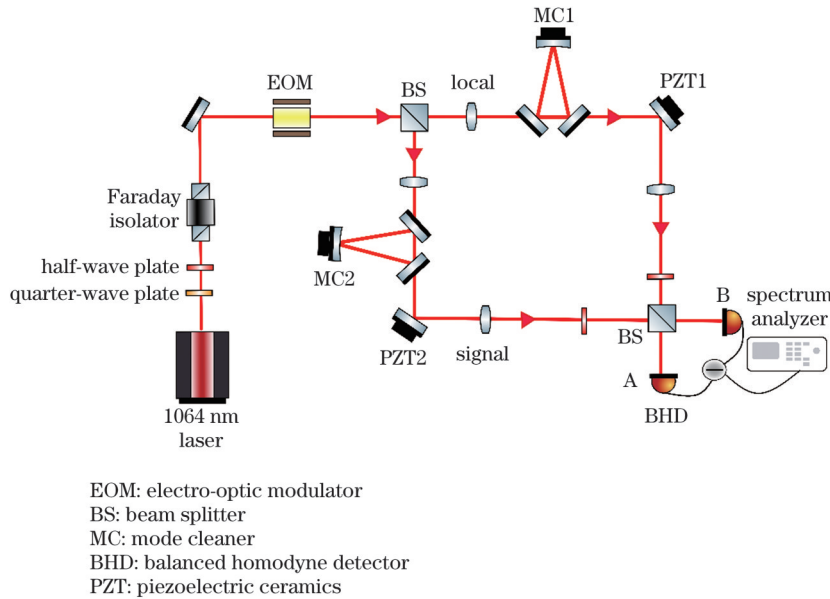 MC1
EOM
BS
local
PZT1
Faraday
isolator
half-wave plate
quarter-wave plate
MC2
PZT2
signal
BS
B
spectrum
analyzer
A
BHD
1064 nm
laser
EOM: electro-optic modulator
BS: beam splitter
MC: mode cleaner
BHD: balanced homodyne detector
PZT: piezoelectric ceramics